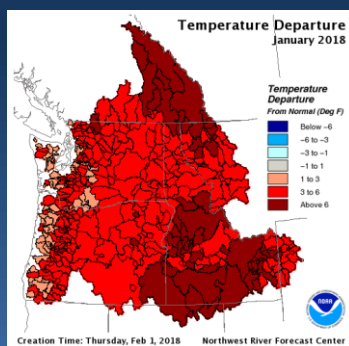 Temperature Departure
January 2018
Temperature
Departure
From Normal (Deg F)
Below -6
-6 to -3
-3 to -1
-1 to 1
1 to 3
3 to 6
Above 6
NOAA
Creation Time: Thursday, Feb 1, 2018 Northwest River Forecast Center